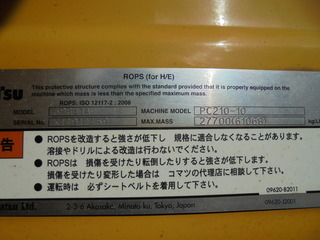 ROPS (for H/E)
This protective structure complies with the standard provided that it is properly equipped on the
machine which mass is less than the specified maximum mass.
ROPS: ISO 12117-2 : 2008
tsu
MODEL
MACHINE MODEL PC210-10
SERIAL NO.
MAX.MASS 27700(61068) kg(Lb)
告
● ROPSを改造すると強さが低下し 規格に適合しなくなることがあります。
溶接やドリルによる改造は行わないでください。
● ROPSは 損傷を受けたり転倒したりすると強さが低下します。
損傷を受けたり変形した場合は コマツの代理店に相談して下さい。
● 運転時は 必ずシートベルトを着用して下さい。
09620-B2011
atsu Ltd. 2-3-6 Akasaka, Minato ku, Tokyo, Japan
09620-12001